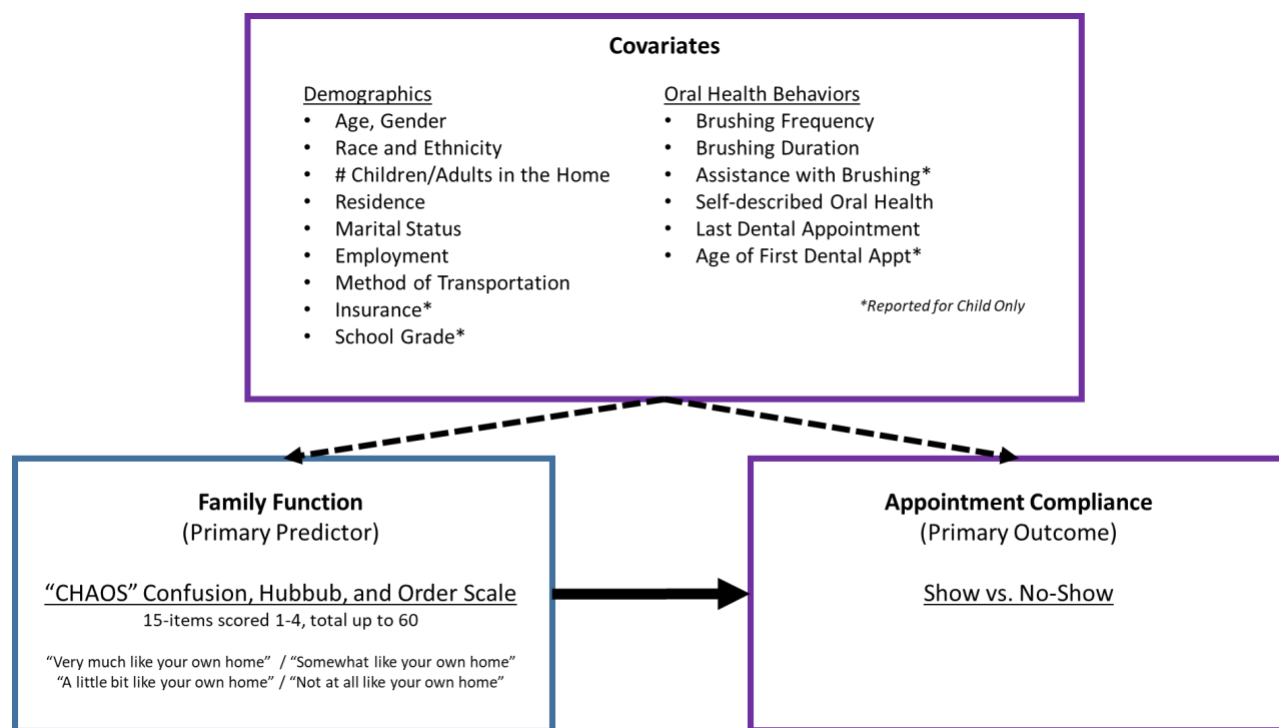 Covariates
Demographics
• Age, Gender
• Race and Ethnicity
• # Children/Adults in the Home
• Residence
• Marital Status
• Employment
• Method of Transportation
• Insurance*
• School Grade*
Oral Health Behaviors
• Brushing Frequency
• Brushing Duration
• Assistance with Brushing*
• Self-described Oral Health
• Last Dental Appointment
• Age of First Dental Appt*
*Reported for Child Only
Family Function
(Primary Predictor)
“CHAOS” Confusion, Hubbub, and Order Scale
15-items scored 1-4, total up to 60
“Very much like your own home” / “Somewhat like your own home”
“A little bit like your own home” / “Not at all like your own home”
Appointment Compliance
(Primary Outcome)
Show vs. No-Show